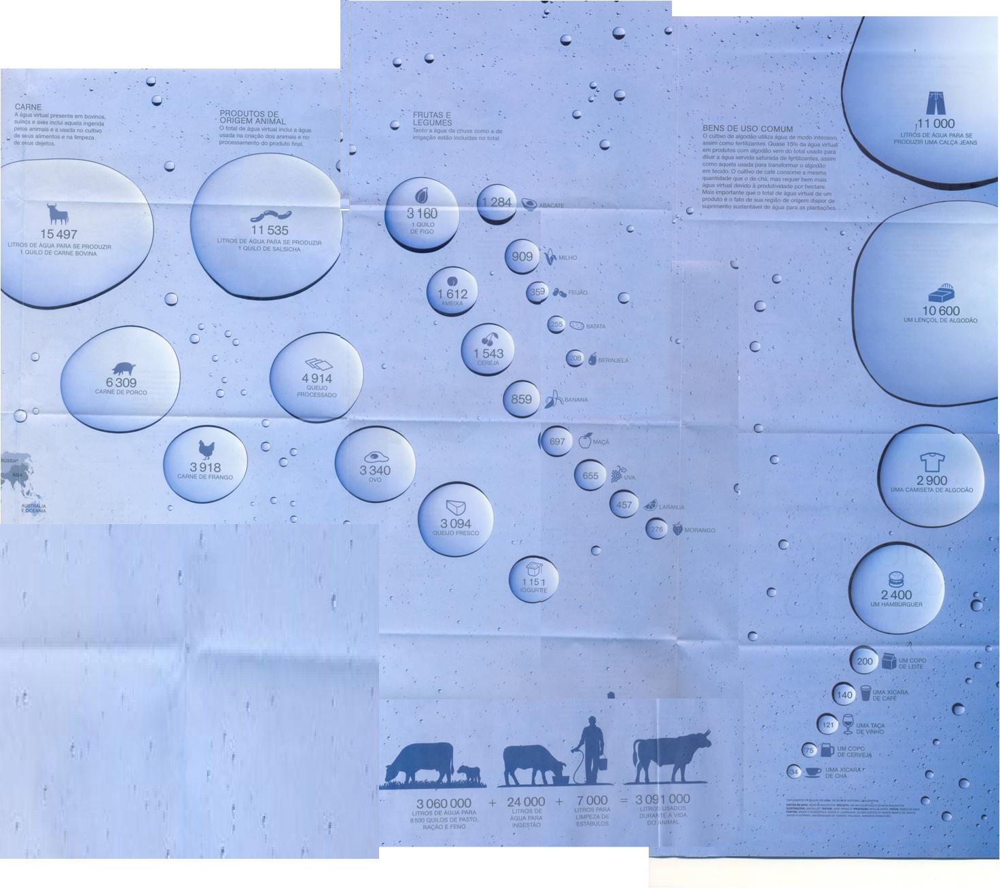 CARNE
A água virtual presente em bovinos,
suínos e aves inclui aquela ingerida
pelos animais e a usada no cultivo
de seus alimentos e na limpeza
de seus dejetos.
15 497
LITROS DE ÁGUA PARA SE PRODUZIR
1 QUILO DE CARNE BOVINA
6 309
CARNE DE PORCO
3 918
CARNE DE FRANGO
RÚSSIA*
ÁSIA
AUSTRÁLIA
E OCEANIA
PRODUTOS DE
ORIGEM ANIMAL
O total de água virtual inclui a água
usada na criação dos animais e no
processamento do produto final.
11 535
LITROS DE ÁGUA PARA SE PRODUZIR
1 QUILO DE SALSICHA
4 914
QUEIJO
PROCESSADO
3 340
OVO
3 094
QUEIJO FRESCO
1 151
IOGURTE
FRUTAS E
LEGUMES
Tanto a água da chuva como a de
irrigação estão incluídas no total.
3 160
1 QUILO
DE FIGO
1 612
AMEIXA
1 543
CEREJA
859
BANANA
697
MAÇÃ
655
UVA
457
LARANJA
276
MORANGO
1 284
ABACATE
909
MILHO
359
FEIJÃO
255
BATATA
208
BERINJELA
BENS DE USO COMUM
O cultivo de algodão utiliza água de modo intensivo,
assim como fertilizantes. Quase 15% da água virtual
em produtos com algodão vem do total usado para
diluir a água servida saturada de fertilizantes, assim
como aquela usada para transformar o algodão
em tecido. O cultivo de café consome a mesma
quantidade que o de chá, mas requer bem mais
água virtual devido à produtividade por hectare.
Mais importante que o total de água virtual de um
produto é o fato de sua região de origem dispor de
suprimento sustentável de água para as plantações.
11 000
LITROS DE ÁGUA PARA SE
PRODUZIR UMA CALÇA JEANS
10 600
UM LENÇOL DE ALGODÃO
2 900
UMA CAMISETA DE ALGODÃO
2 400
UM HAMBÚRGUER
200
UM COPO
DE LEITE
140
UMA XÍCARA
DE CAFÉ
121
UMA TAÇA
DE VINHO
75
UM COPO
DE CERVEJA
34
UMA XÍCARA
DE CHÁ
3 060 000 + 24 000 + 7 000 = 3 091 000
LITROS DE ÁGUA PARA
8 500 QUILOS DE PASTO,
RAÇÃO E FENO
LITROS DE
ÁGUA PARA
INGESTÃO
LITROS PARA
LIMPEZA DE
ESTÁBULOS
LITROS USADOS
DURANTE A VIDA
DO ANIMAL